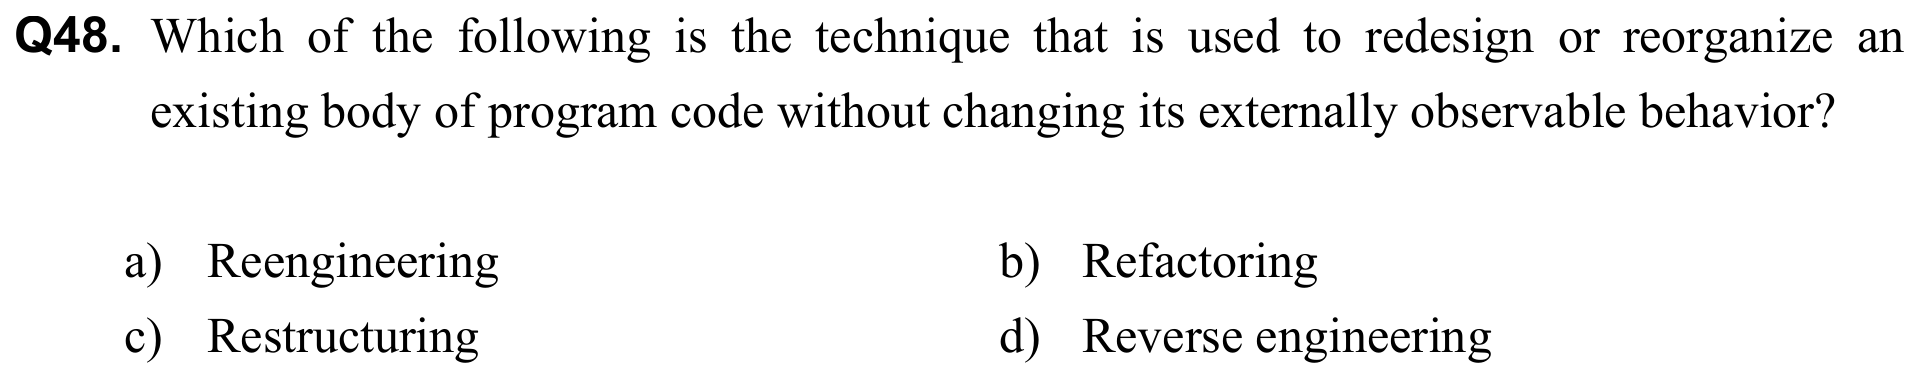 Q48. Which of the following is the technique that is used to redesign or reorganize an
existing body of program code without changing its externally observable behavior?
a) Reengineering b) Refactoring
c) Restructuring d) Reverse engineering